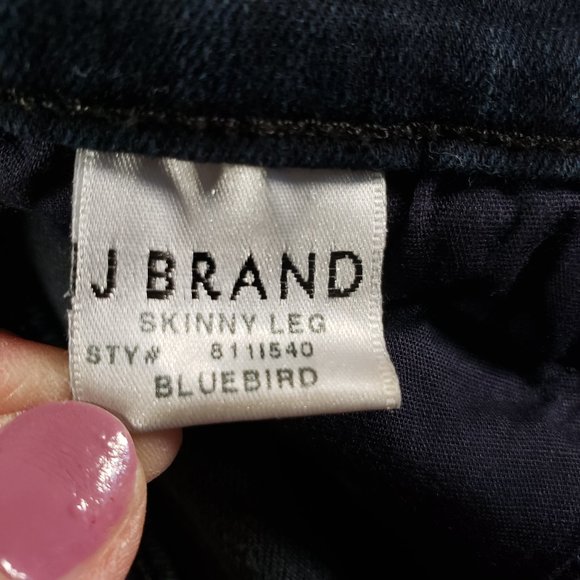 J BRAND
SKINNY LEG
STY# 811I540
BLUEBIRD